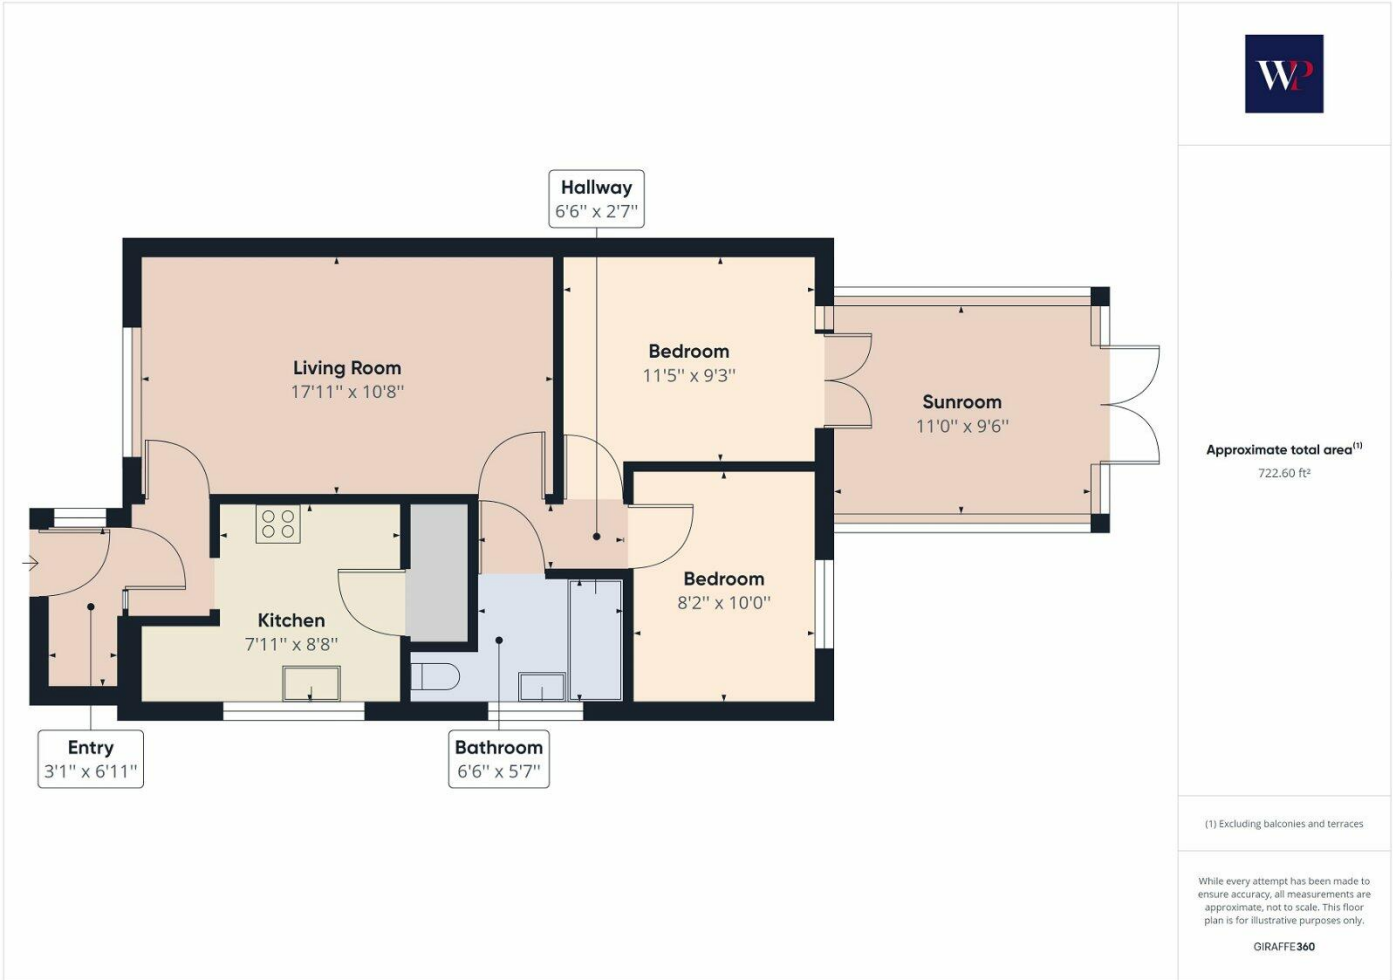 WP
Hallway
6'6" x 2'7"
Living Room
17'11" x 10'8"
Bedroom
11'5" x 9'3"
Sunroom
11'0" x 9'6"
Bedroom
8'2" x 10'0"
Kitchen
7'11" x 8'8"
Entry
3'1" x 6'11"
Bathroom
6'6" x 5'7"
Approximate total area(1)
722.60 ft²
(1) Excluding balconies and terraces
While every attempt has been made to
ensure accuracy, all measurements are
approximate, not to scale. This floor
plan is for illustrative purposes only.
GIRAFFE360